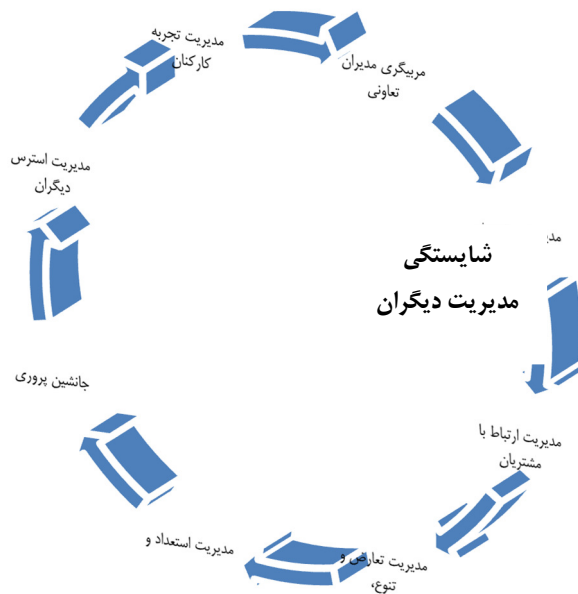 مدیریت تجربه
کارکنان
مربیگری مدیران
تعاونی
شایستگی
مدیریت دیگران
مدیریت ارتباط با
مشتریان
مدیریت تعارض و
تنوع،
مدیریت استعداد و
جانشین پروری
مدیریت استرس
دیگران